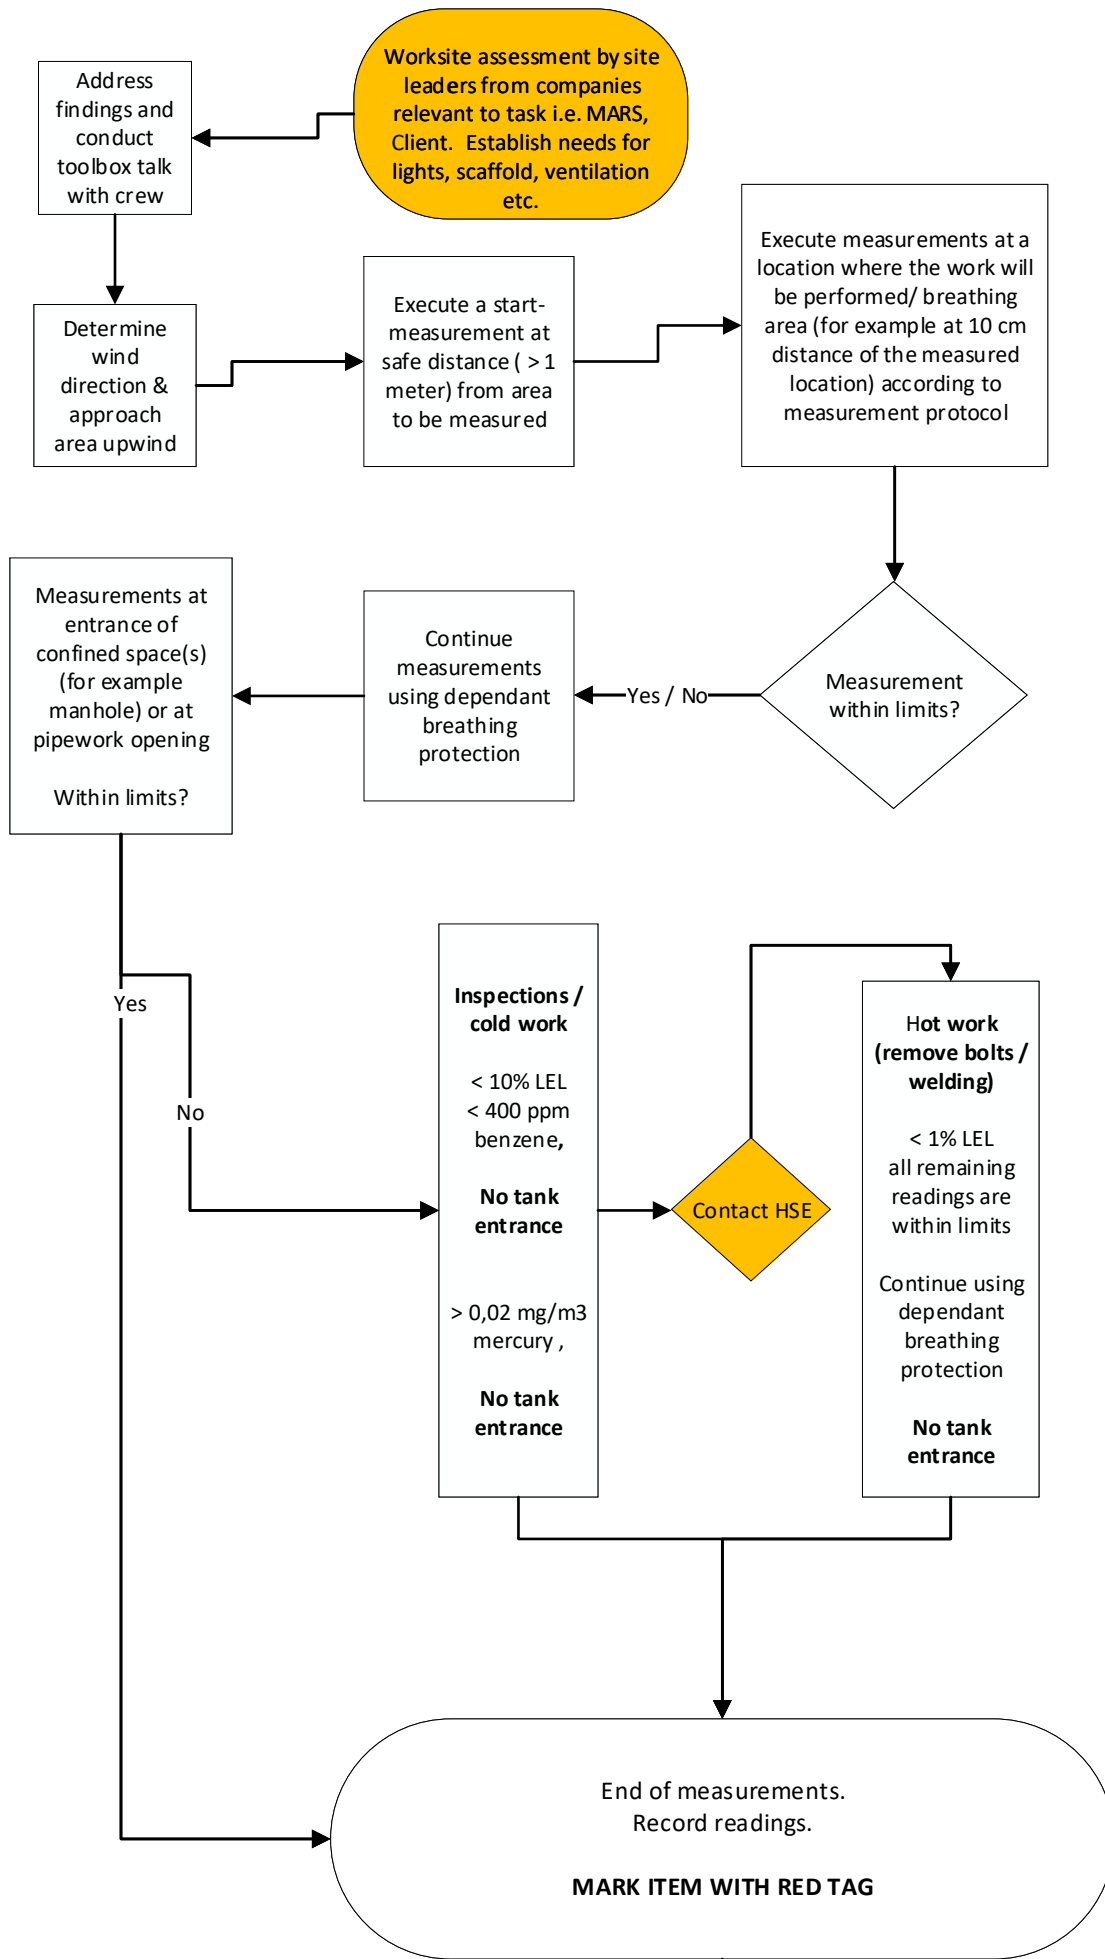 Worksite assessment by site
leaders from companies
relevant to task i.e. MARS,
Client.  Establish needs for
lights, scaffold, ventilation
etc.
Address
findings and
conduct
toolbox talk
with crew
Determine
wind
direction &
approach
area upwind
Execute a start-
measurement at
safe distance ( > 1
meter) from area
to be measured
Execute measurements at a
location where the work will
be performed/ breathing
area (for example at 10 cm
distance of the measured
location) according to
measurement protocol
Measurement
within limits?
Yes / No
Continue
measurements
using dependant
breathing
protection
Measurements at
entrance of
confined space(s)
(for example
manhole) or at
pipework opening
Within limits?
Yes
No
Inspections /
cold work
< 10% LEL
< 400 ppm
benzene,
No tank
entrance
> 0,02 mg/m3
mercury ,
No tank
entrance
Contact HSE
Hot work
(remove bolts /
welding)
< 1% LEL
all remaining
readings are
within limits
Continue using
dependant
breathing
protection
No tank
entrance
End of measurements.
Record readings.
MARK ITEM WITH RED TAG